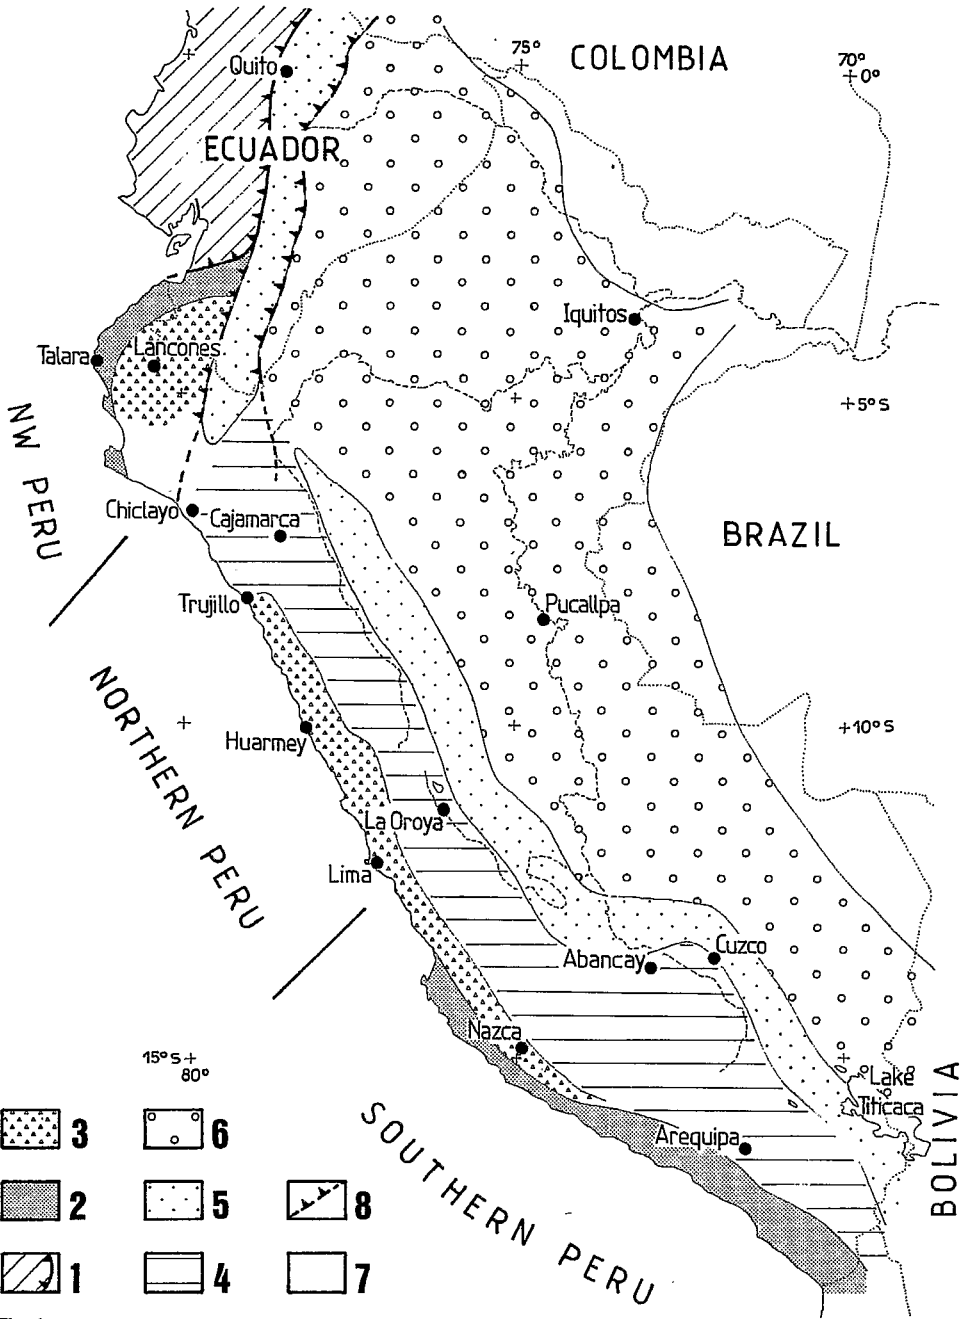 75°
COLOMBIA
70°
+0°
Quito
ECUADOR
Iquitos
Talara
Lancones
+5°S
NW PERU
Chiclayo
Cajamarca
BRAZIL
Trujillo
Pucallpa
NORTHERN PERU
+10°S
Huarmey
La Oroya
Lima
Cuzco
Abancay
Nazca
15°S+
80°
Lake
Titicaca
BOLIVIA
Arequipa
SOUTHERN PERU
3 6
2 5 8
1 4 7